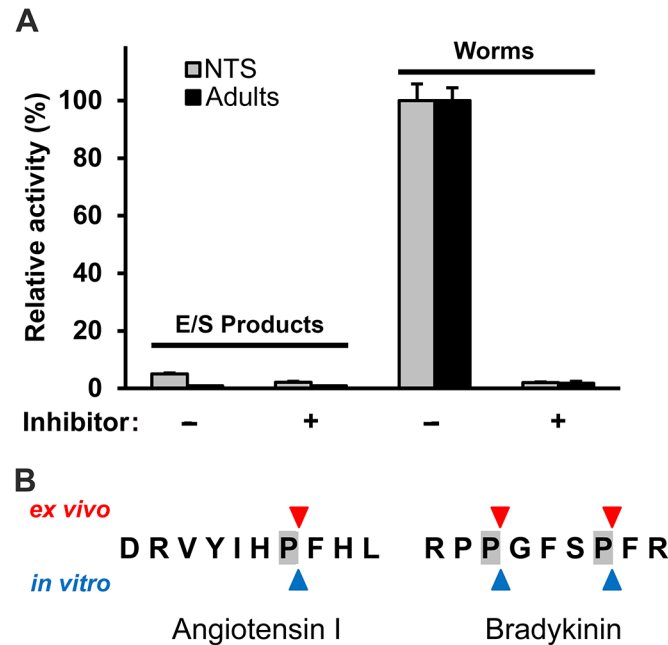 A
Worms
NTS
Adults
Relative activity (%)
100
80
60
40
20
0
E/S Products
Inhibitor: – + – +
B
ex vivo
D R V Y I H P F H L R P P G F S P F R
in vitro
Angiotensin I Bradykinin